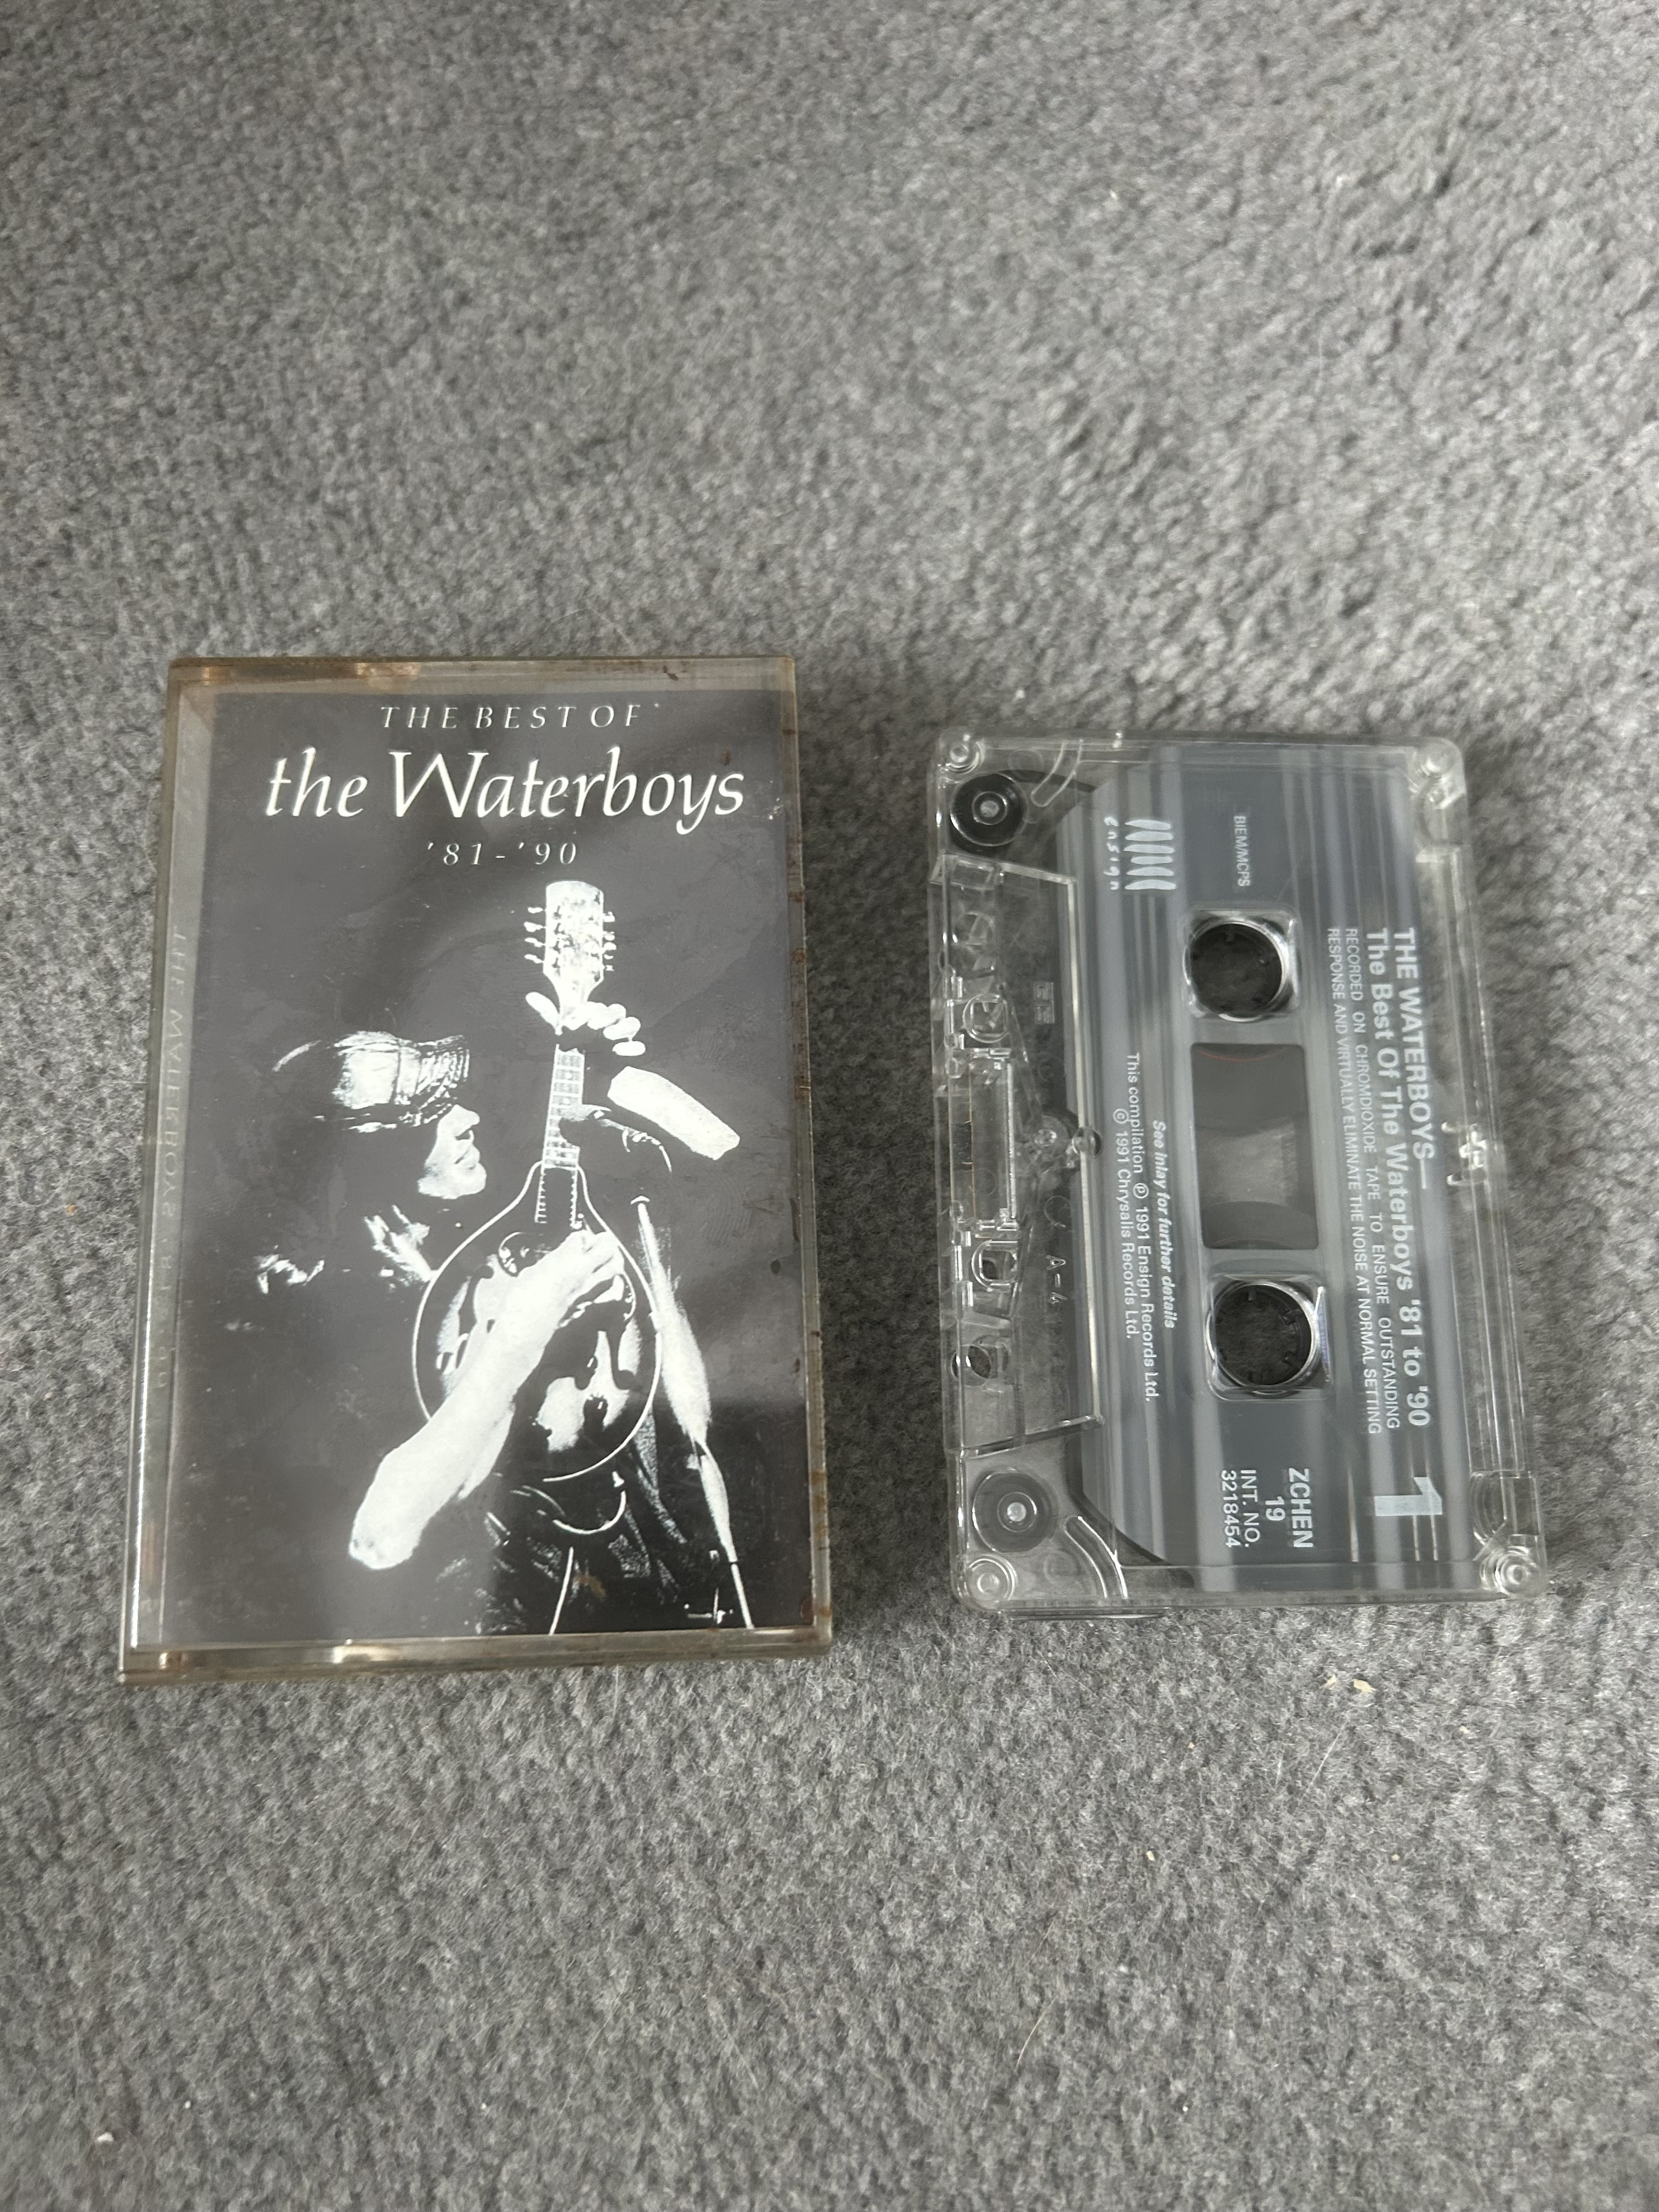 THE BEST OF
the Waterboys
'81-'90
THE WATERBOYS—
The Best Of The Waterboys '81 to '90
RECORDED ON CHROMDIOXIDE TAPE TO ENSURE OUTSTANDING
RESPONSE AND VIRTUALLY ELIMINATE THE NOISE AT NORMAL SETTING
1
BIEM/MCPS
ZCHEN
19
INT. NO.
3218454
ensign
See inlay for further details
This compilation ℗ 1991 Ensign Records Ltd.
© 1991 Chrysalis Records Ltd.
A-4